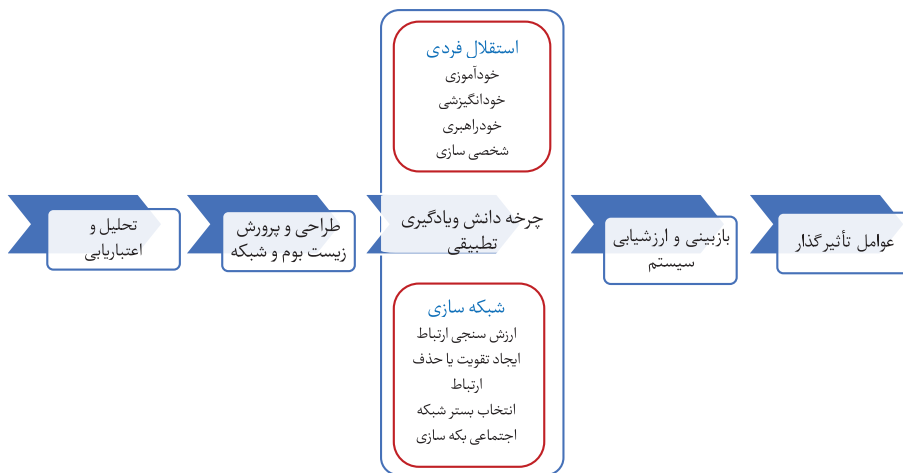 استقلال فردی
خودآموزی
خودانگیزشی
خودراهبری
شخصی سازی
تحلیل و
اعتباریابی
طراحی و پرورش
زیست بوم و شبکه
چرخه دانش ویادگیری
تطبیقی
بازبینی و ارزشیابی
سیستم
عوامل تأثیرگذار
شبکه سازی
ارزش سنجی ارتباط
ایجاد تقویت یا حذف
ارتباط
انتخاب بستر شبکه
اجتماعی بکه سازی